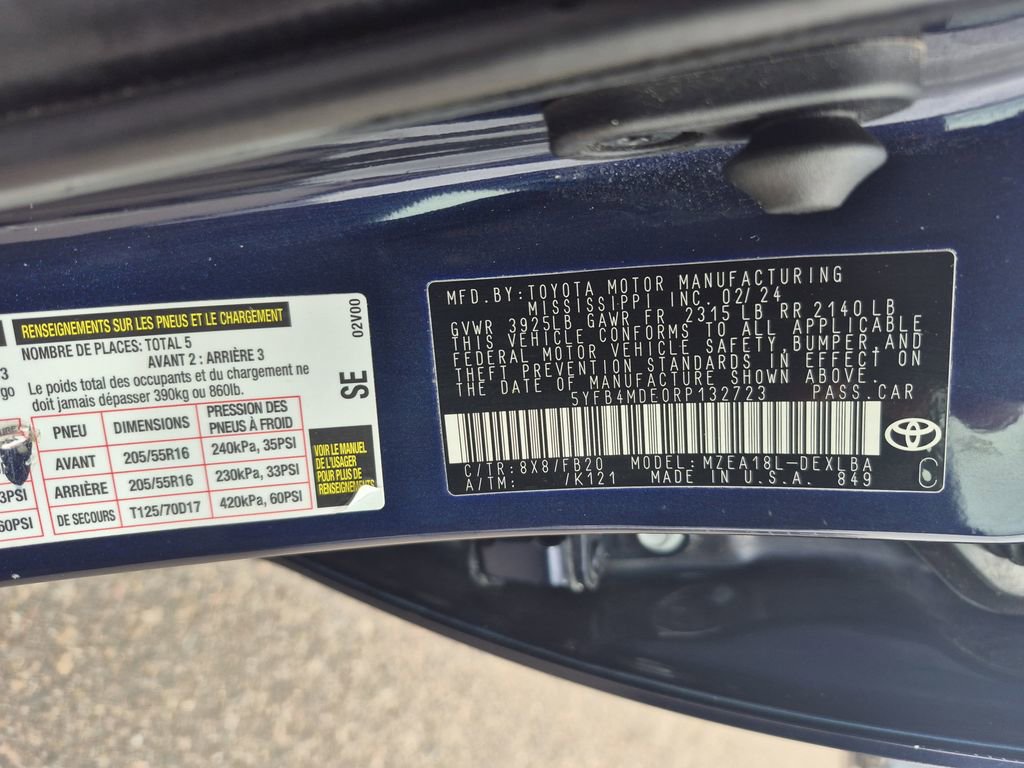 RENSEIGNEMENTS SUR LES PNEUS ET LE CHARGEMENT
02V00
NOMBRE DE PLACES: TOTAL 5
AVANT 2 : ARRIÈRE 3
Le poids total des occupants et du chargement ne
doit jamais dépasser 390kg ou 860lb.
SE
PNEU DIMENSIONS PRESSION DES PNEUS À FROID
AVANT 205/55R16 240kPa, 35PSI
ARRIÈRE 205/55R16 230kPa, 33PSI
DE SECOURS T125/70D17 420kPa, 60PSI
VOIR LE MANUEL
DE L'USAGER
POUR PLUS DE
RENSEIGNEMENTS
3PSI
60PSI
MFD.BY:TOYOTA MOTOR MANUFACTURING
MISSISSIPPI INC. 02/24
GVWR 3925LB GAWR FR 2315 LB RR 2140 LB
THIS VEHICLE CONFORMS TO ALL APPLICABLE
FEDERAL MOTOR VEHICLE SAFETY, BUMPER, AND
THEFT PREVENTION STANDARDS IN EFFECT ON
THE DATE OF MANUFACTURE SHOWN ABOVE.
5YFB4MDE0RP132723 PASS.CAR
C/TR:8X8/FB20 MODEL:MZEA18L-DEXLBA
A/TM: /K121 MADE IN U.S.A. 849